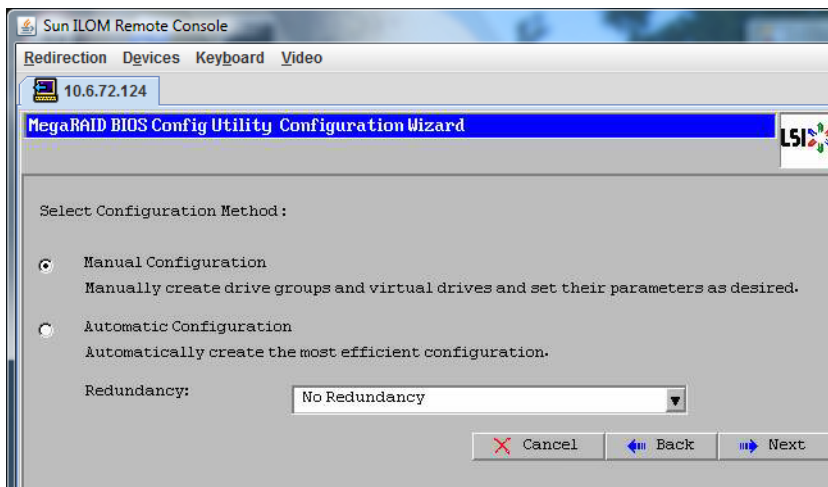 Sun ILOM Remote Console
Redirection Devices Keyboard Video
10.6.72.124
MegaRAID BIOS Config Utility Configuration Wizard
LSI
Select Configuration Method:
Manual Configuration
Manually create drive groups and virtual drives and set their parameters as desired.
Automatic Configuration
Automatically create the most efficient configuration.
Redundancy: No Redundancy
Cancel Back Next